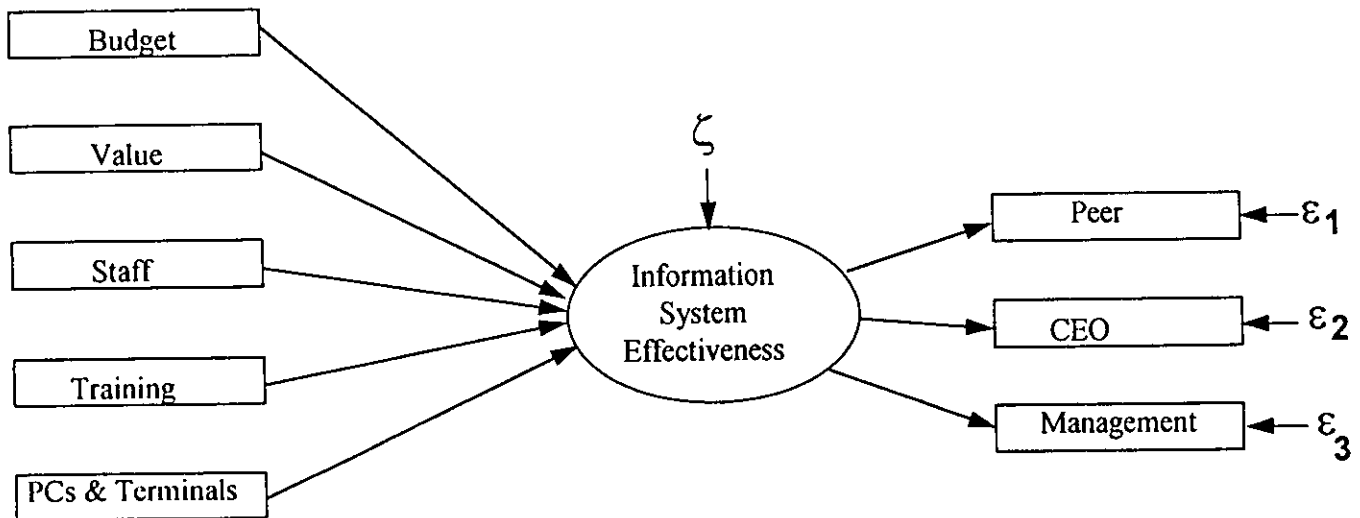 Budget
Value
Staff
Training
PCs & Terminals
ζ
Information
System
Effectiveness
Peer
ε1
CEO
ε2
Management
ε3